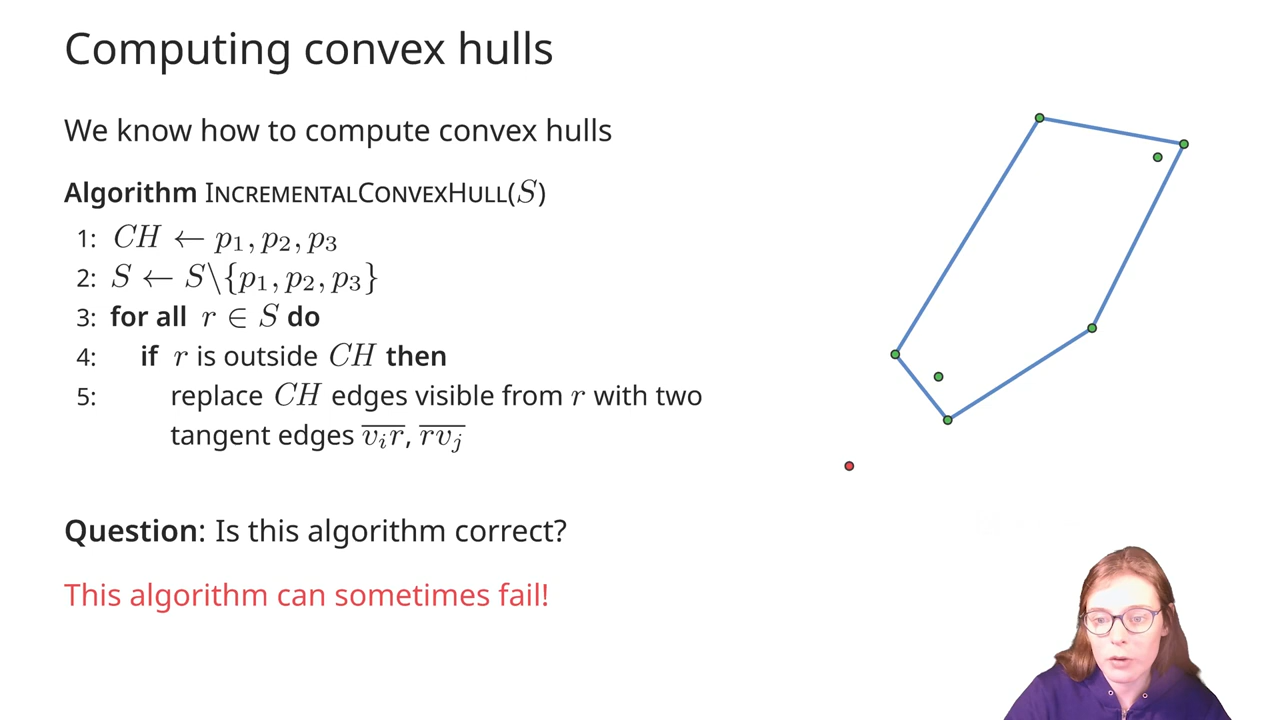 Computing convex hulls
We know how to compute convex hulls
Algorithm INCREMENTALCONVEXHULL(S)
1: CH ← p₁, p₂, p₃
2: S ← S\{p₁, p₂, p₃}
3: for all r ∈ S do
4: if r is outside CH then
5: replace CH edges visible from r with two
tangent edges v̅ᵢr̅, r̅v̅ⱼ
Question: Is this algorithm correct?
This algorithm can sometimes fail!